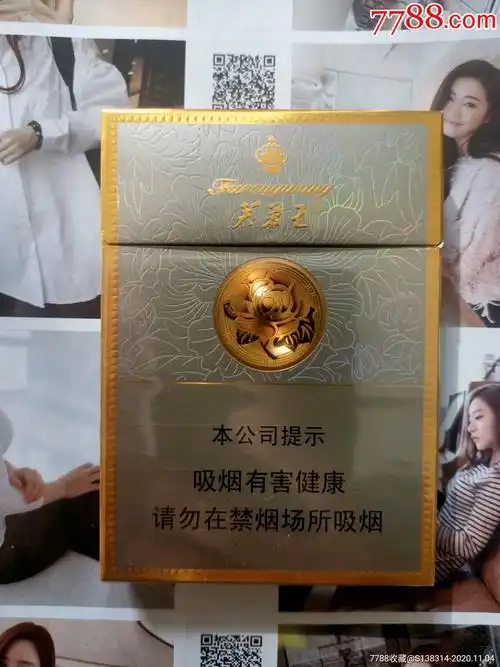 7788.com
Furongwang
芙蓉王
本公司提示
吸烟有害健康
请勿在禁烟场所吸烟
7788收藏@S138314-2020.11.04